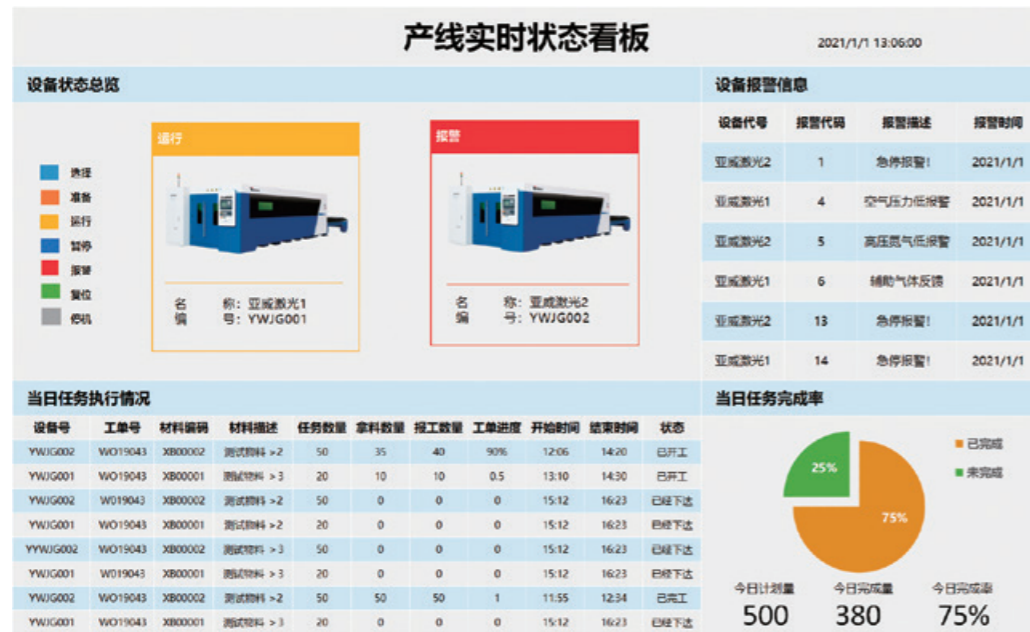 产线实时状态看板
2021/1/1 13:06:00
设备状态总览
选择
准备
运行
暂停
报警
复位
停机
运行
名 称：亚威激光1
编 号：YWJG001
报警
名 称：亚威激光2
编 号：YWJG002
设备报警信息
设备代号 报警代码 报警描述 报警时间
亚威激光2 1 急停报警！ 2021/1/1
亚威激光1 4 空气压力低报警 2021/1/1
亚威激光2 5 高压氮气低报警 2021/1/1
亚威激光1 6 辅助气体反馈 2021/1/1
亚威激光2 13 急停报警！ 2021/1/1
亚威激光1 14 急停报警！ 2021/1/1
当日任务执行情况
设备号 工单号 材料编码 材料描述 任务数量 拿料数量 报工数量 工单进度 开始时间 结束时间 状态
YWJG002 WO19043 XB00002 测试物料 >2 50 35 40 90% 12:06 14:20 已开工
YWJG001 WO19043 XB00001 测试物料 >3 20 10 10 0.5 13:10 14:30 已开工
YWJG002 W019043 XB00002 测试物料 >2 50 0 0 0 15:12 16:23 已经下达
YWJG001 WO19043 XB00001 测试物料 >2 20 0 0 0 15:12 16:23 已经下达
YYWJG002 WO19043 XB00002 测试物料 >3 50 0 0 0 15:12 16:23 已经下达
YWJG001 W019043 XB00001 测试物料 >3 20 0 0 0 15:12 16:23 已经下达
YWJG002 WO19043 XB00002 测试物料 >2 50 50 50 1 11:55 12:34 已完工
YWJG001 WO19043 XB00001 测试物料 >3 20 0 0 0 15:12 16:23 已经下达
当日任务完成率
25%
75%
已完成
未完成
今日计划量 今日完成量 今日完成率
500 380 75%